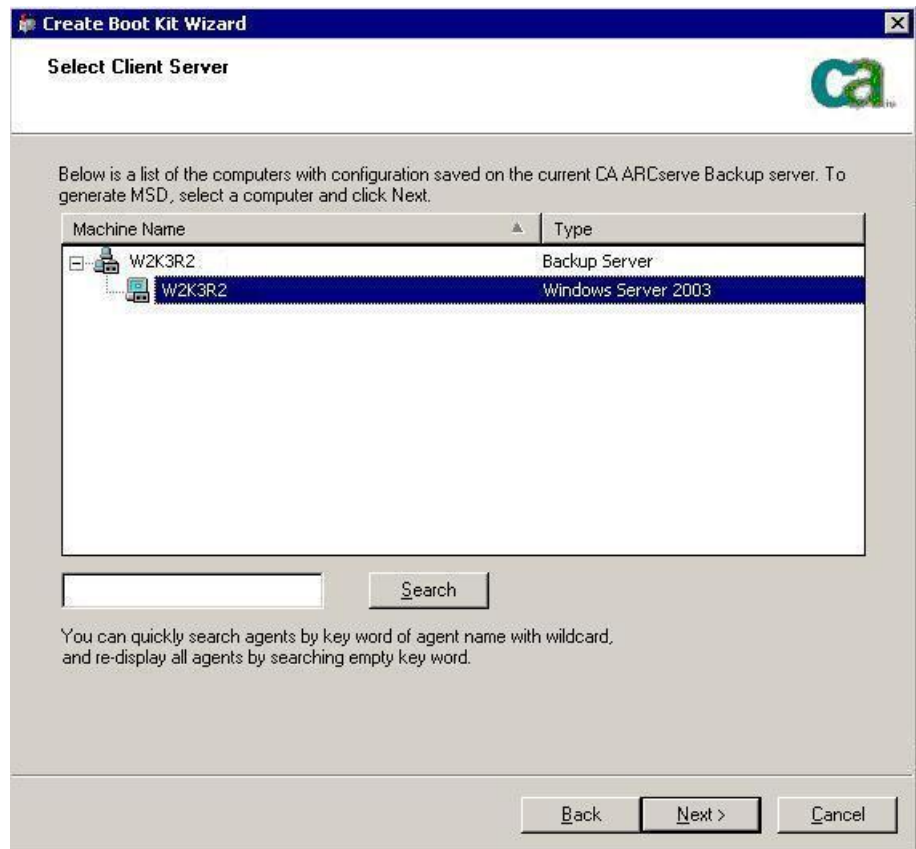 Create Boot Kit Wizard
Select Client Server
ca
Below is a list of the computers with configuration saved on the current CA ARCserve Backup server. To
generate MSD, select a computer and click Next.
Machine Name Type
W2K3R2 Backup Server
W2K3R2 Windows Server 2003
Search
You can quickly search agents by key word of agent name with wildcard,
and re-display all agents by searching empty key word.
Back Next > Cancel